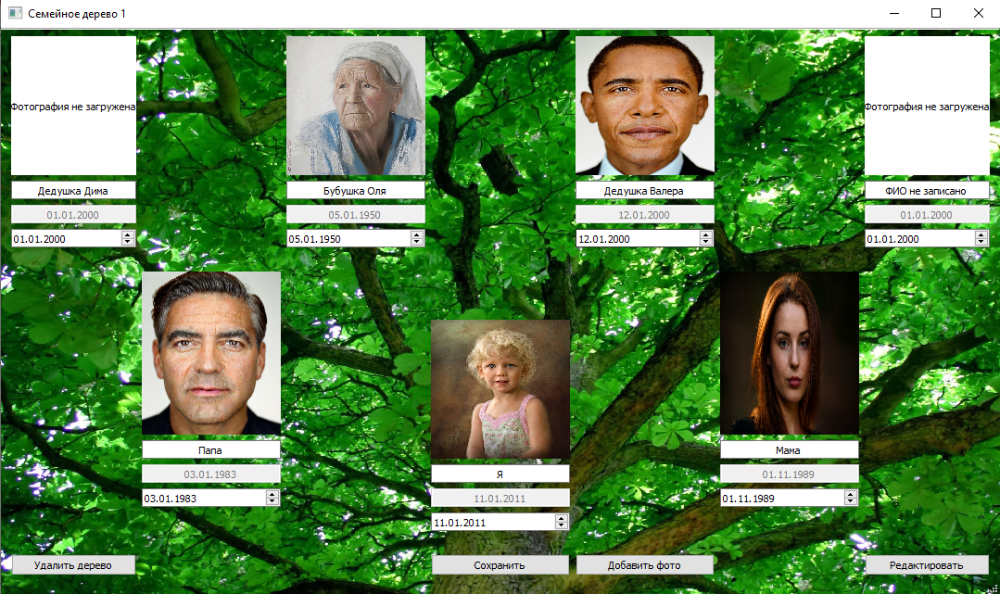 Семейное дерево 1
Фотография не загружена
Фотография не загружена
Дедушка Дима
Бубушка Оля
Дедушка Валера
ФИО не записано
01.01.2000
05.01.1950
12.01.2000
01.01.2000
01.01.2000
05.01.1950
12.01.2000
01.01.2000
Папа
Мама
03.01.1983
Я
01.11.1989
03.01.1983
11.01.2011
01.11.1989
11.01.2011
Удалить дерево
Сохранить
Добавить фото
Редактировать